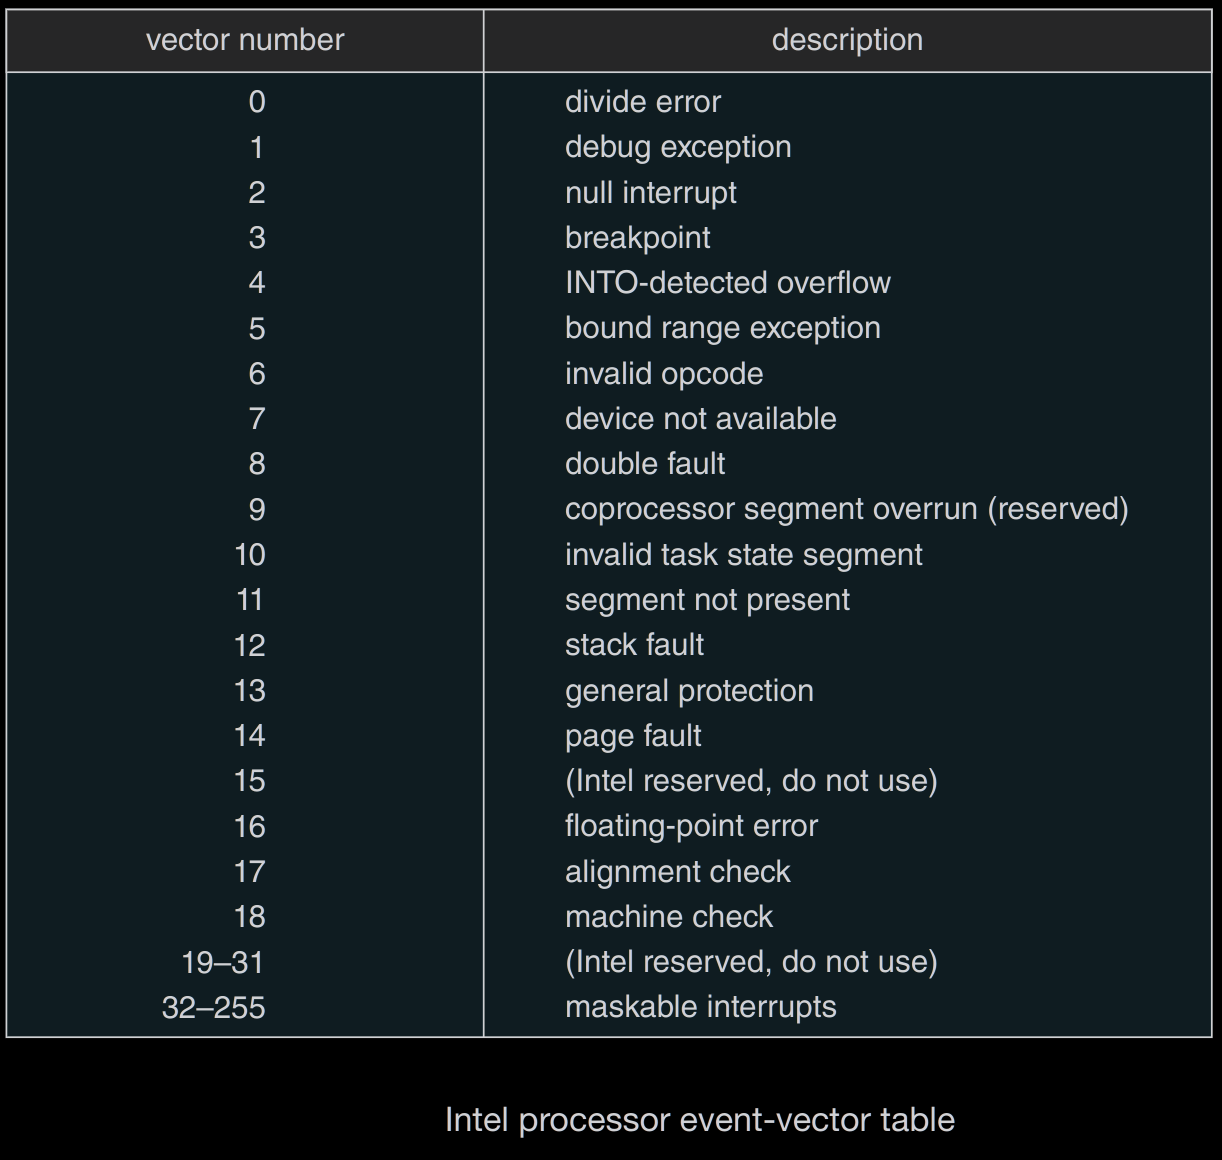 vector number description
0 divide error
1 debug exception
2 null interrupt
3 breakpoint
4 INTO-detected overflow
5 bound range exception
6 invalid opcode
7 device not available
8 double fault
9 coprocessor segment overrun (reserved)
10 invalid task state segment
11 segment not present
12 stack fault
13 general protection
14 page fault
15 (Intel reserved, do not use)
16 floating-point error
17 alignment check
18 machine check
19–31 (Intel reserved, do not use)
32–255 maskable interrupts
Intel processor event-vector table